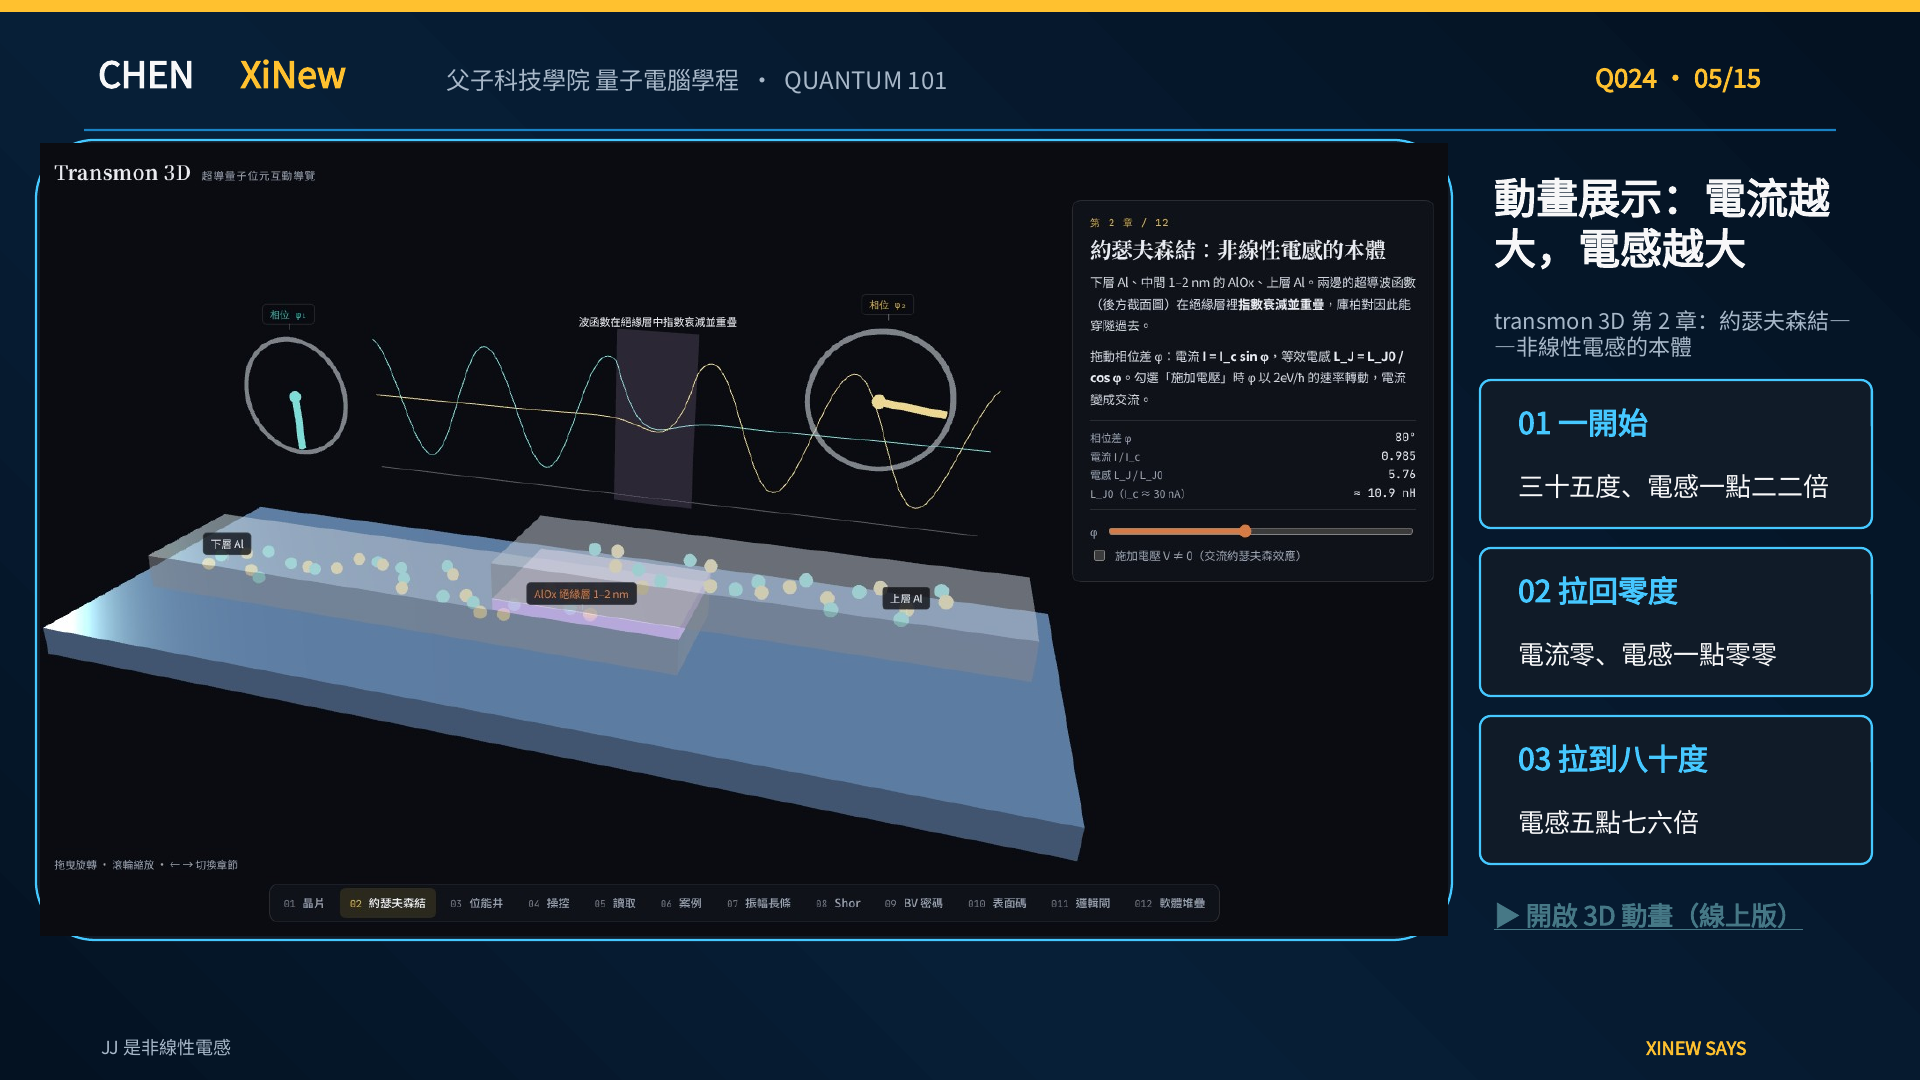 CHEN XiNew 父子科技學院 量子電腦學程 • QUANTUM 101
Q024 • 05/15
Transmon 3D 超導量子位元互動導覽
相位 φ₁
波函數在絕緣層中指數衰減並重疊
相位 φ₂
下層 Al
AlOx 絕緣層 1–2 nm
上層 Al
第 2 章 / 12
約瑟夫森結：非線性電感的本體
下層 Al、中間 1–2 nm 的 AlOx、上層 Al。兩邊的超導波函數
（後方截面圖）在絕緣層裡指數衰減並重疊，庫柏對因此能
穿隧過去。
拖動相位差 φ：電流 I = I_c sin φ，等效電感 L_J = L_J0 /
cos φ。勾選「施加電壓」時 φ 以 2eV/ħ 的速率轉動，電流
變成交流。
相位差 φ 80°
電流 I / I_c 0.985
電感 L_J / L_J0 5.76
L_J0（I_c ≈ 30 nA） ≈ 10.9 nH
φ
施加電壓 V ≠ 0（交流約瑟夫森效應）
拖曳旋轉 • 滾輪縮放 • ←→ 切換章節
01 晶片 02 約瑟夫森結 03 位能井 04 操控 05 讀取 06 案例 07 振幅長條 08 Shor 09 BV 密碼 010 表面碼 011 邏輯閘 012 軟體堆疊
動畫展示：電流越
大，電感越大
transmon 3D 第 2 章：約瑟夫森結—
—非線性電感的本體
01 一開始
三十五度、電感一點二二倍
02 拉回零度
電流零、電感一點零零
03 拉到八十度
電感五點七六倍
▶ 開啟 3D 動畫（線上版）
JJ 是非線性電感
XINEW SAYS